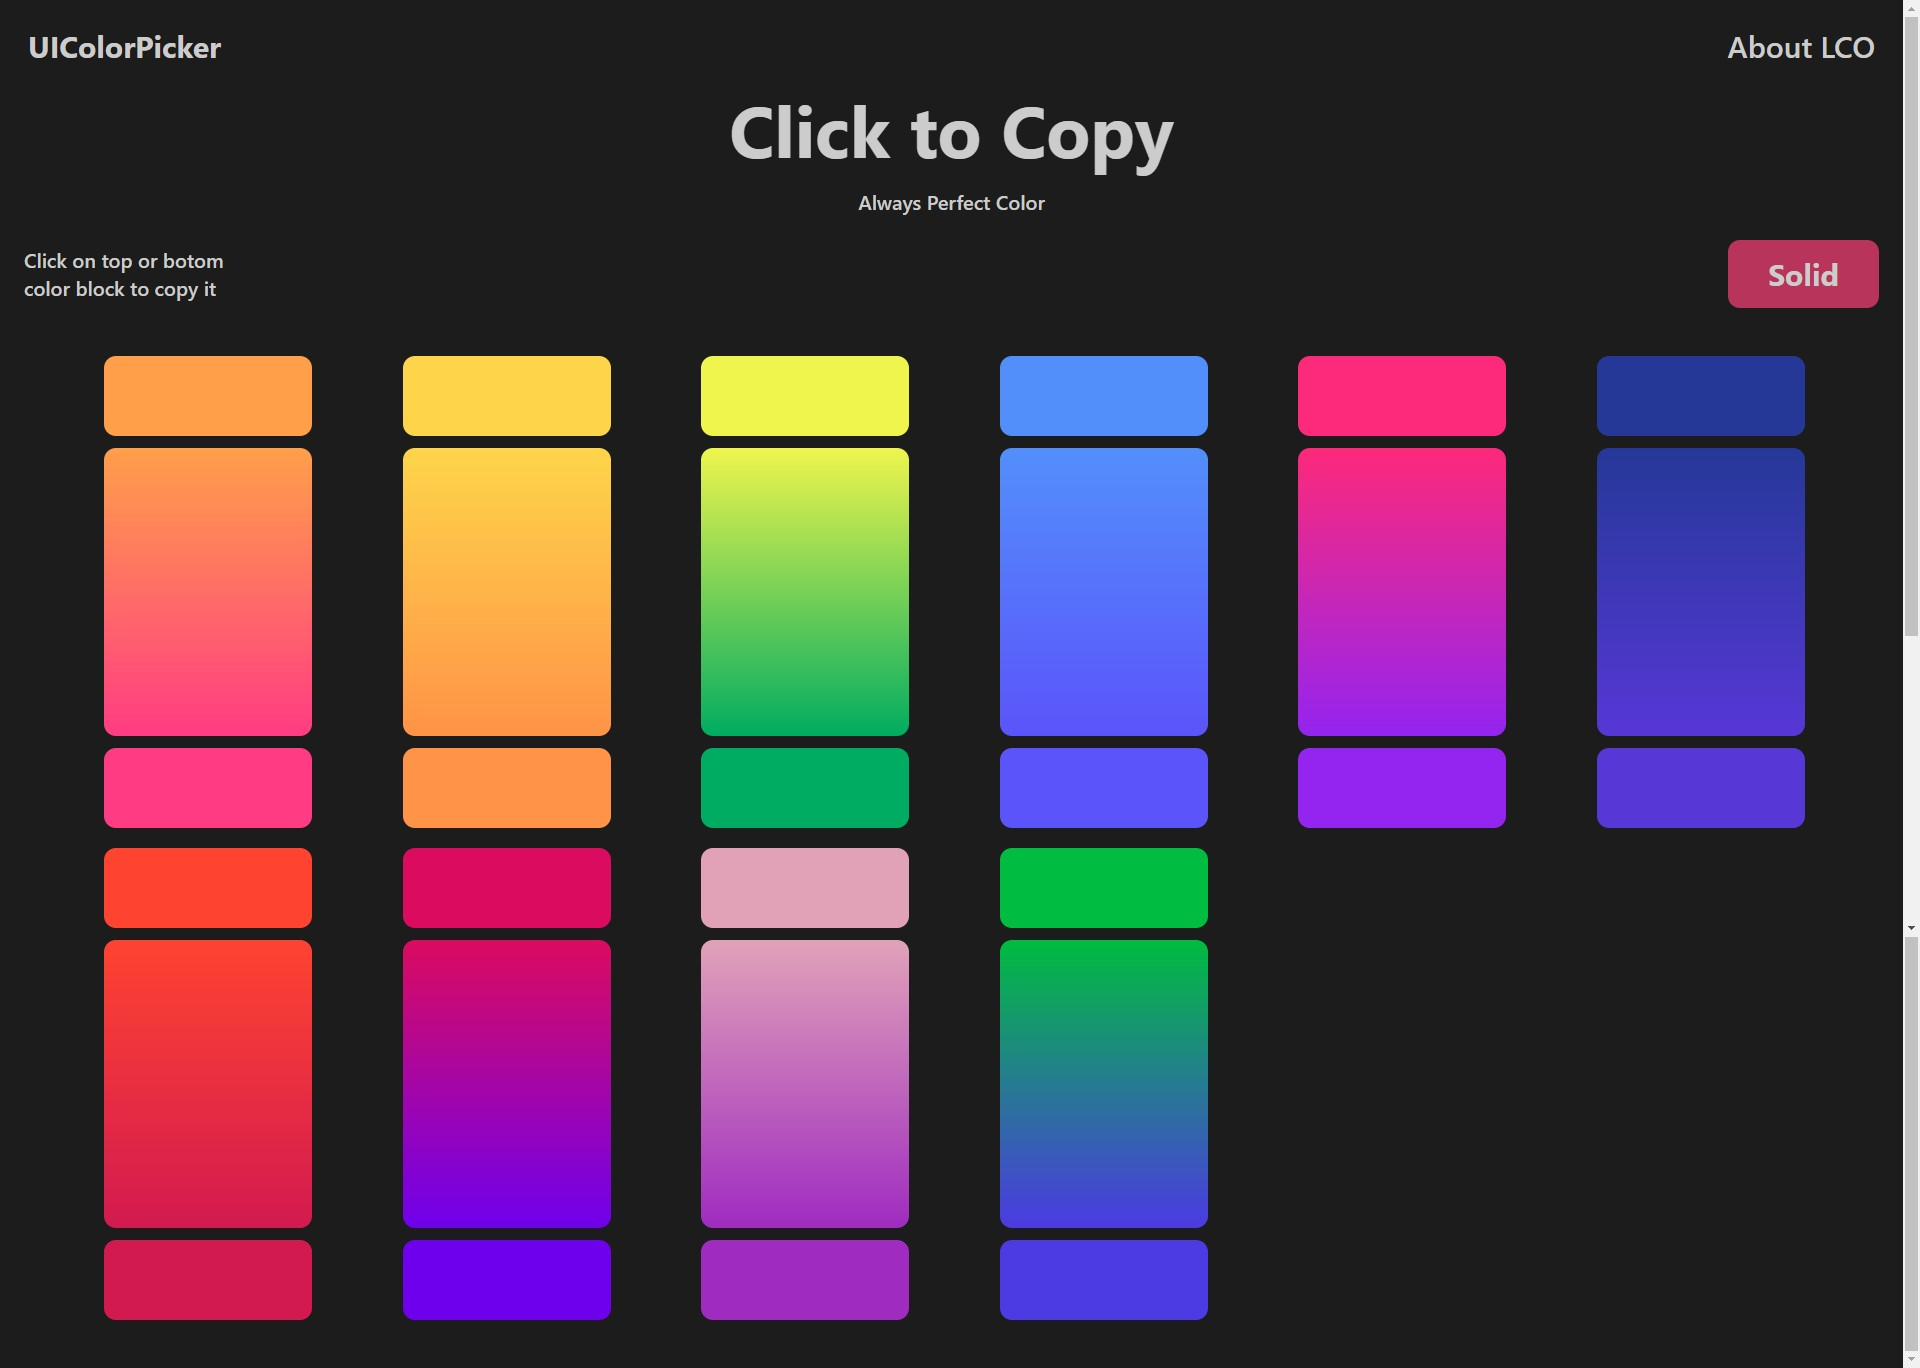 UIColorPicker
About LCO
Click to Copy
Always Perfect Color
Click on top or botom
color block to copy it
Solid